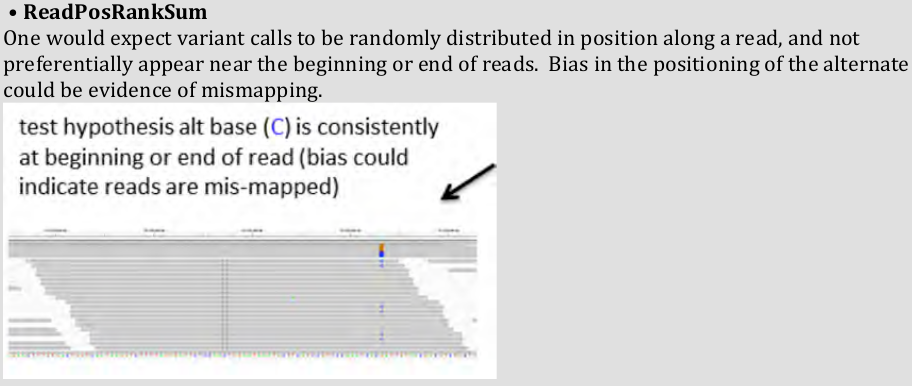 • ReadPosRankSum
One would expect variant calls to be randomly distributed in position along a read, and not
preferentially appear near the beginning or end of reads.  Bias in the positioning of the alternate
could be evidence of mismapping.
test hypothesis alt base (C) is consistently
at beginning or end of read (bias could
indicate reads are mis-mapped)